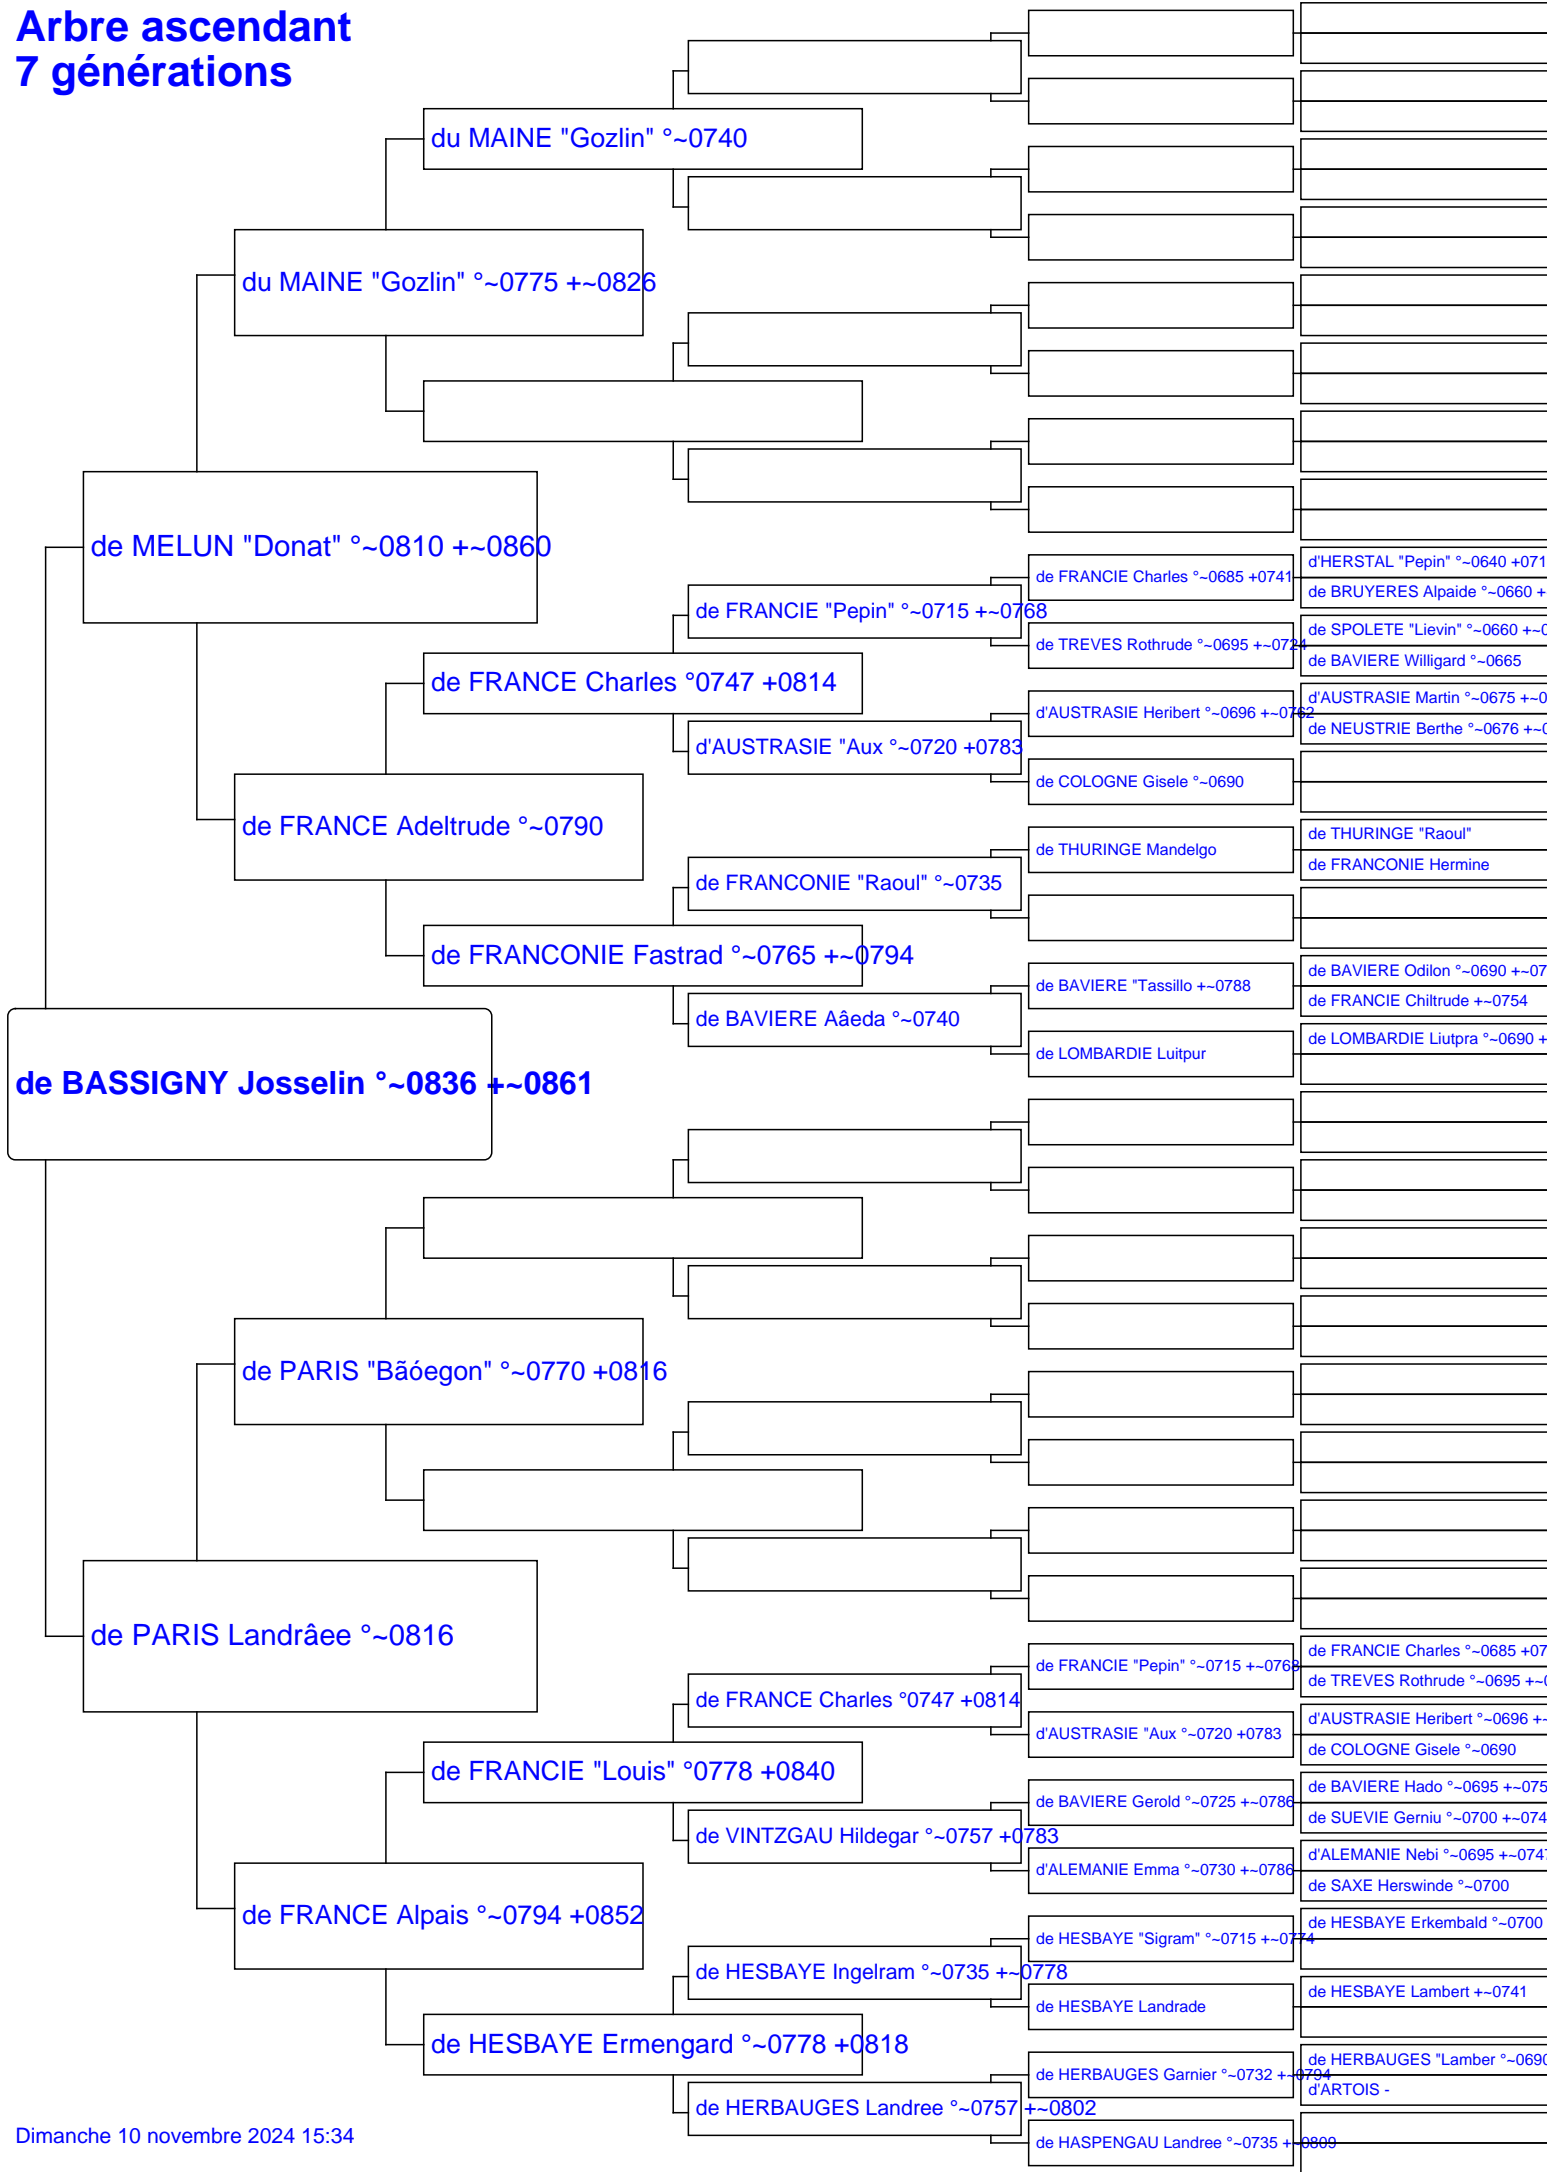 Arbre ascendant
7 générations
du MAINE "Gozlin" °~0740
du MAINE "Gozlin" °~0775 +~0826
de MELUN "Donat" °~0810 +~0860
de FRANCIE Charles °~0685 +0741
d'HERSTAL "Pepin" °~0640 +071
de BRUYERES Alpaide °~0660 +
de FRANCIE "Pepin" °~0715 +~0768
de TREVES Rothrude °~0695 +~0724
de SPOLETE "Lievin" °~0660 +~0
de BAVIERE Willigard °~0665
de FRANCE Charles °0747 +0814
d'AUSTRASIE Heribert °~0696 +~0762
d'AUSTRASIE Martin °~0675 +~0
de NEUSTRIE Berthe °~0676 +~0
d'AUSTRASIE "Aux °~0720 +0783
de COLOGNE Gisele °~0690
de FRANCE Adeltrude °~0790
de THURINGE Mandelgo
de THURINGE "Raoul"
de FRANCONIE Hermine
de FRANCONIE "Raoul" °~0735
de FRANCONIE Fastrad °~0765 +~0794
de BAVIERE "Tassillo +~0788
de BAVIERE Odilon °~0690 +~07
de FRANCIE Chiltrude +~0754
de BAVIERE Aâeda °~0740
de LOMBARDIE Luitpur
de LOMBARDIE Liutpra °~0690 +
de BASSIGNY Josselin °~0836 +~0861
de PARIS "Bãóegon" °~0770 +0816
de PARIS Landrâee °~0816
de FRANCIE "Pepin" °~0715 +~0768
de FRANCIE Charles °~0685 +07
de TREVES Rothrude °~0695 +~0
de FRANCE Charles °0747 +0814
d'AUSTRASIE "Aux °~0720 +0783
d'AUSTRASIE Heribert °~0696 +~
de COLOGNE Gisele °~0690
de FRANCIE "Louis" °0778 +0840
de BAVIERE Gerold °~0725 +~0786
de BAVIERE Hado °~0695 +~075
de SUEVIE Gerniu °~0700 +~074
de VINTZGAU Hildegar °~0757 +0783
d'ALEMANIE Emma °~0730 +~0786
d'ALEMANIE Nebi °~0695 +~0747
de SAXE Herswinde °~0700
de FRANCE Alpais °~0794 +0852
de HESBAYE "Sigram" °~0715 +~0774
de HESBAYE Erkembald °~0700
de HESBAYE Ingelram °~0735 +~0778
de HESBAYE Landrade
de HESBAYE Lambert +~0741
de HESBAYE Ermengard °~0778 +0818
de HERBAUGES Garnier °~0732 +~0794
de HERBAUGES "Lamber °~0690
d'ARTOIS -
de HERBAUGES Landree °~0757 +~0802
de HASPENGAU Landree °~0735 +~0809
Dimanche 10 novembre 2024 15:34